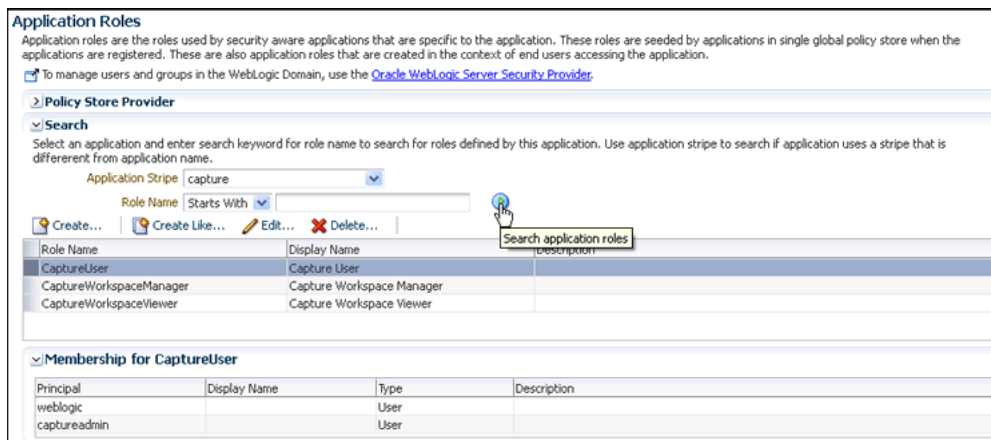 Application Roles
Application roles are the roles used by security aware applications that are specific to the application. These roles are seeded by applications in single global policy store when the
applications are registered. These are also application roles that are created in the context of end users accessing the application.
To manage users and groups in the WebLogic Domain, use the Oracle WebLogic Server Security Provider.
Policy Store Provider
Search
Select an application and enter search keyword for role name to search for roles defined by this application. Use application stripe to search if application uses a stripe that is
differerent from application name.
Application Stripe capture
Role Name Starts With
Create... Create Like... Edit... Delete...
Search application roles
Role Name Display Name Description
CaptureUser Capture User
CaptureWorkspaceManager Capture Workspace Manager
CaptureWorkspaceViewer Capture Workspace Viewer
Membership for CaptureUser
Principal Display Name Type Description
weblogic User
captureadmin User